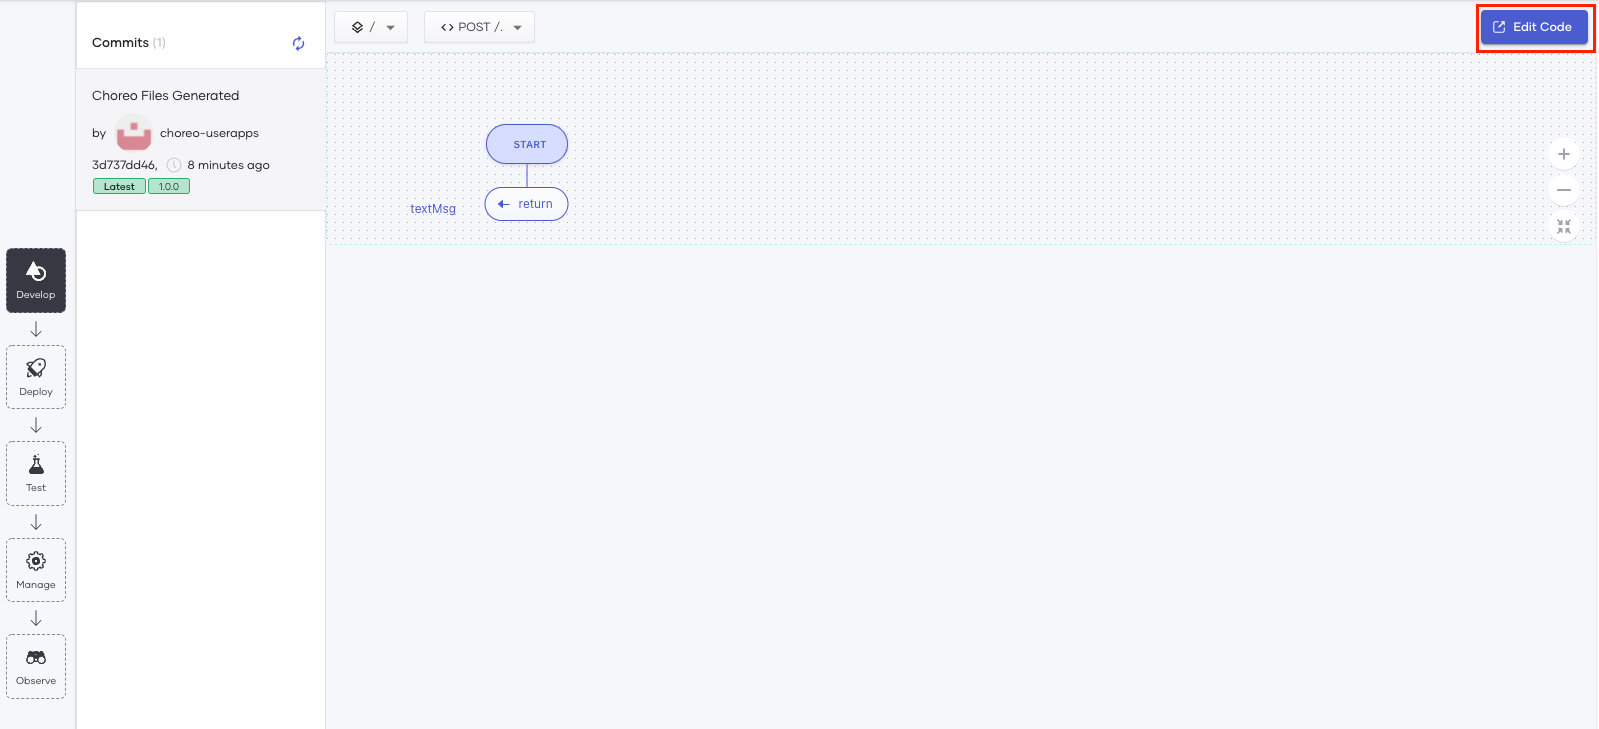 Commits (1)
/
POST /.
Edit Code
Choreo Files Generated
by choreo-userapps
3d737dd46, 8 minutes ago
Latest 1.0.0
START
textMsg
return
Develop
Deploy
Test
Manage
Observe